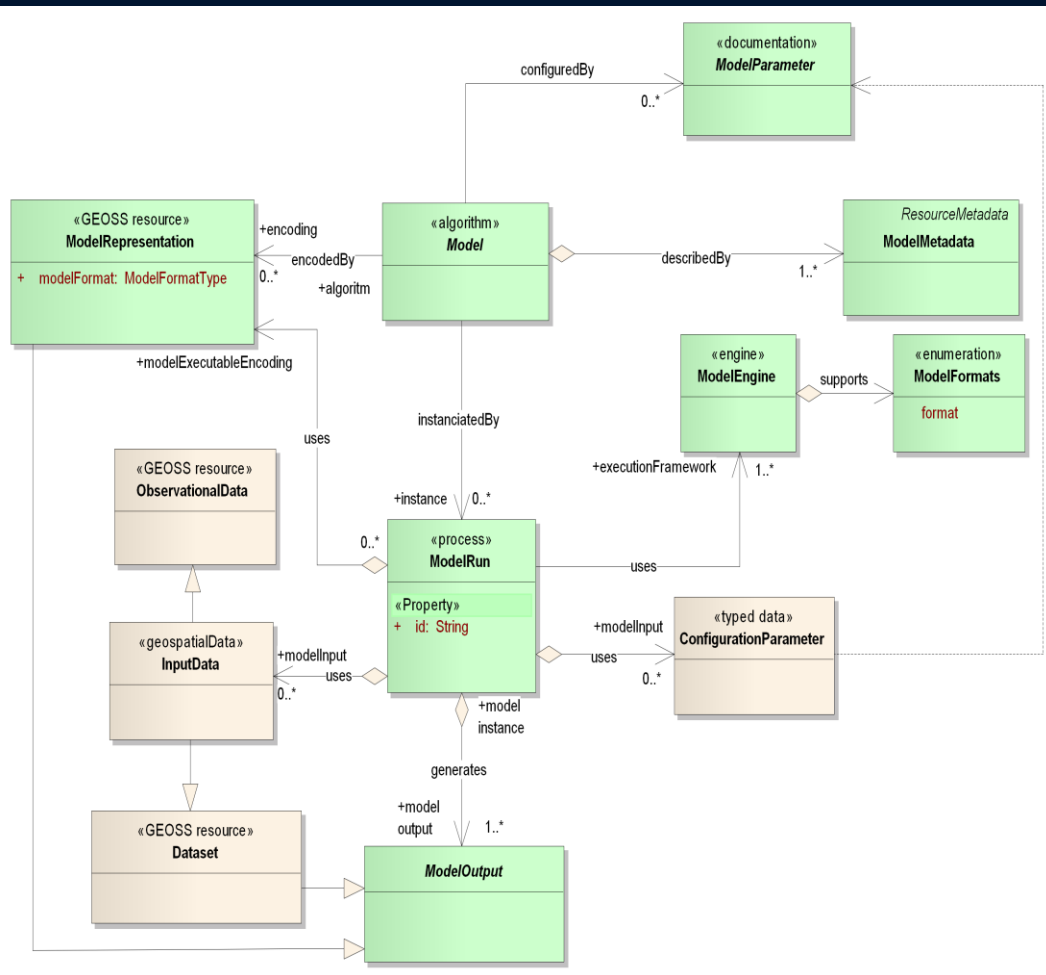 «documentation»
ModelParameter
configuredBy
0..*
«GEOSS resource»
ModelRepresentation
+ modelFormat: ModelFormatType
+encoding
encodedBy
0..*
+algoritm
«algorithm»
Model
describedBy
1..*
ResourceMetadata
ModelMetadata
+modelExecutableEncoding
uses
0..*
instanciatedBy
+instance
0..*
«engine»
ModelEngine
supports
«enumeration»
ModelFormats
format
+executionFramework
1..*
uses
«GEOSS resource»
ObservationalData
«process»
ModelRun
«Property»
+ id: String
«geospatialData»
InputData
+modelInput
uses
0..*
+modelInput
uses
0..*
«typed data»
ConfigurationParameter
+model
instance
generates
+model
output
1..*
«GEOSS resource»
Dataset
ModelOutput